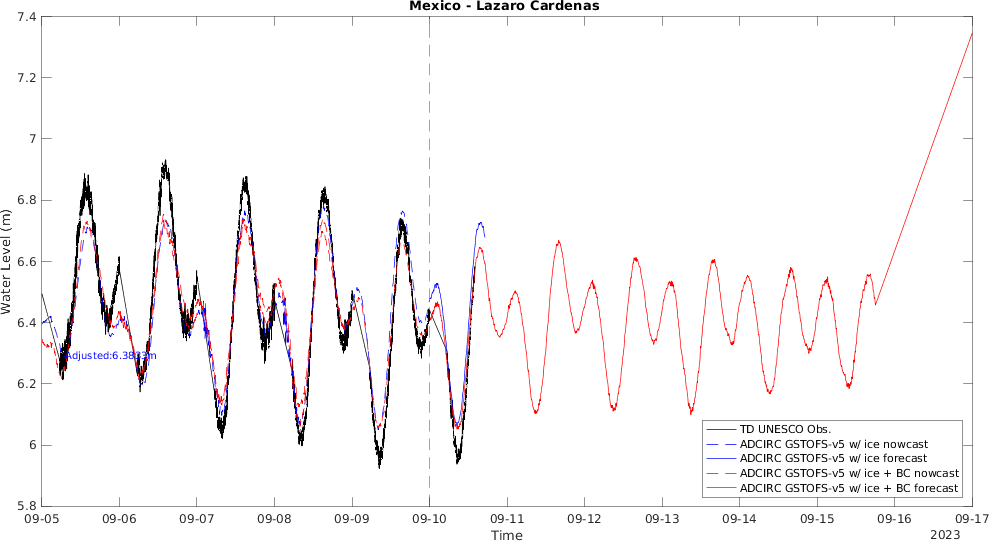 Mexico - Lazaro Cardenas
7.4
7.2
7
6.8
6.6
6.4
6.2
6
5.8
Water Level (m)
Adjusted:6.3833m
TD UNESCO Obs.
ADCIRC GSTOFS-v5 w/ ice nowcast
ADCIRC GSTOFS-v5 w/ ice forecast
ADCIRC GSTOFS-v5 w/ ice + BC nowcast
ADCIRC GSTOFS-v5 w/ ice + BC forecast
09-05 09-06 09-07 09-08 09-09 09-10 09-11 09-12 09-13 09-14 09-15 09-16 09-17
Time
2023